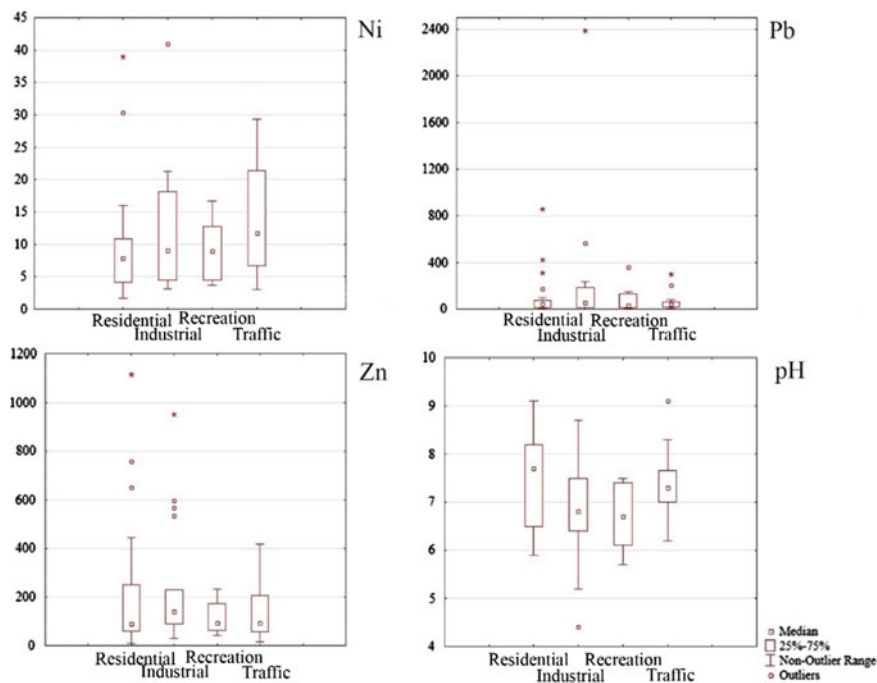 Ni
45
40
35
30
25
20
15
10
5
0
Residential Recreation
Industrial Traffic
Pb
2400
2000
1600
1200
800
400
0
Residential Recreation
Industrial Traffic
Zn
1200
1000
800
600
400
200
0
Residential Recreation
Industrial Traffic
pH
10
9
8
7
6
5
4
Residential Recreation
Industrial Traffic
Median
25%-75%
Non-Outlier Range
Outliers